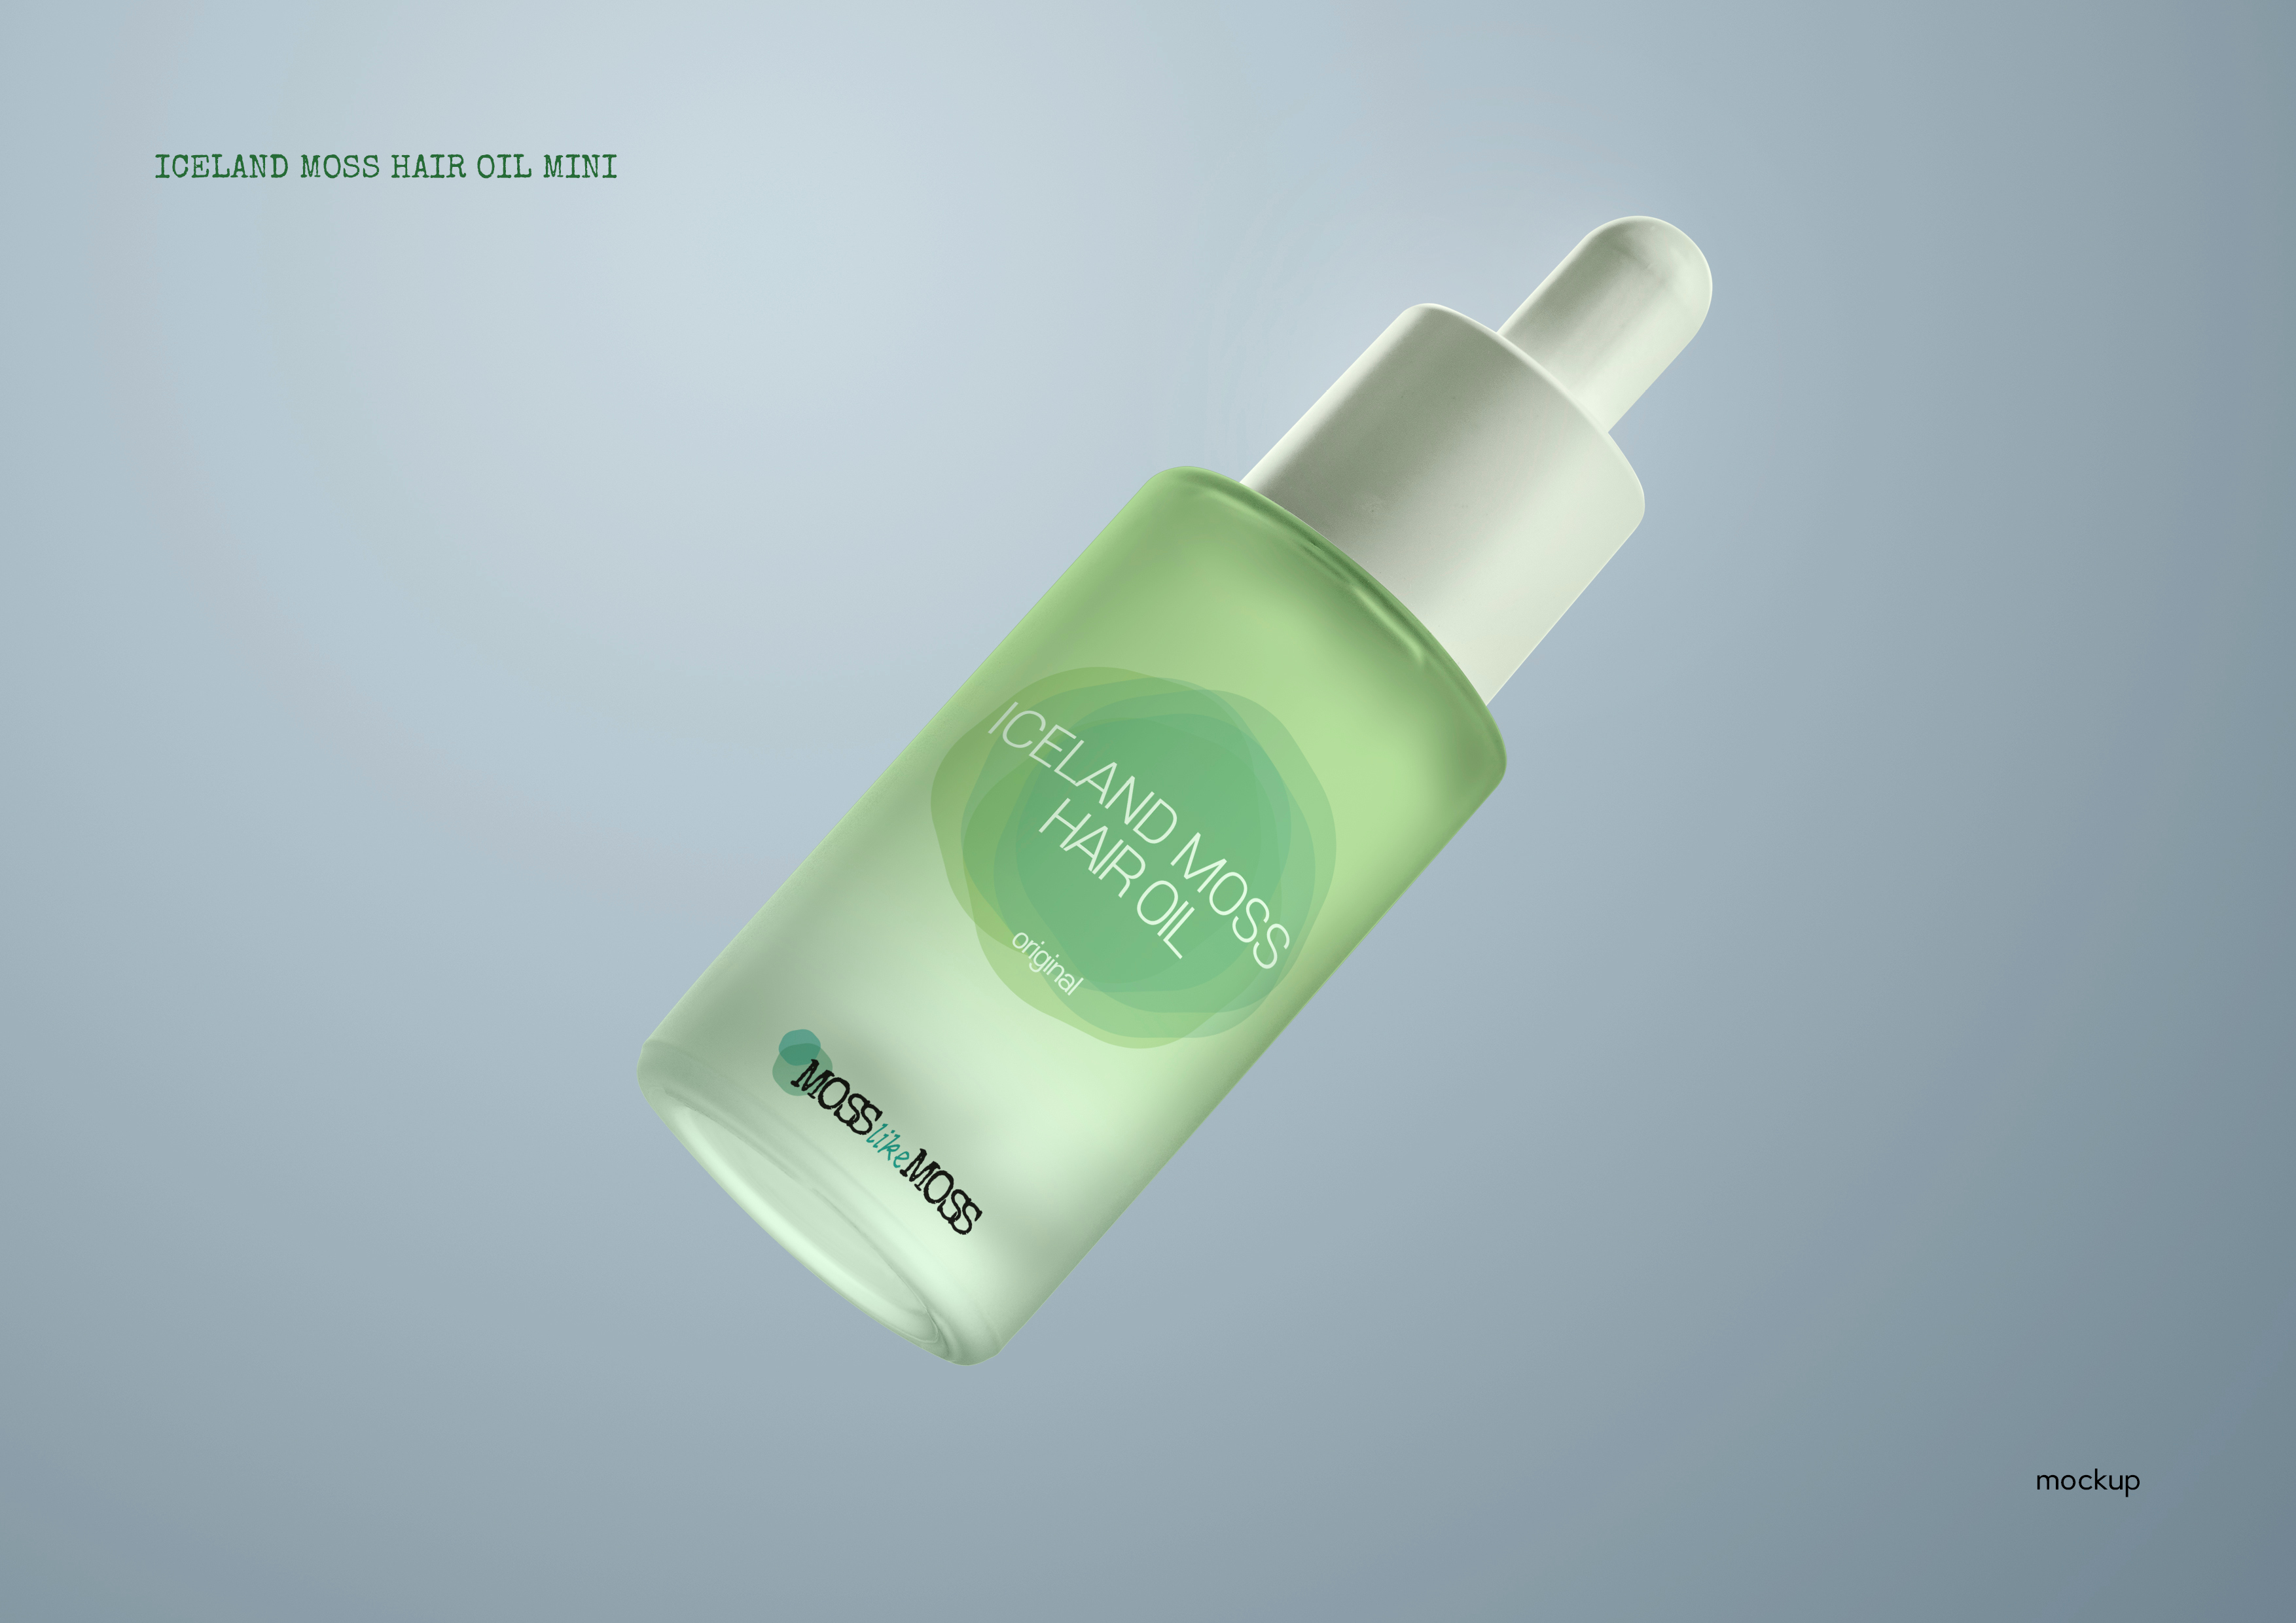 ICELAND MOSS HAIR OIL MINI
ICELAND MOSS
HAIR OIL
original
MOSSlikeMOSS
mockup